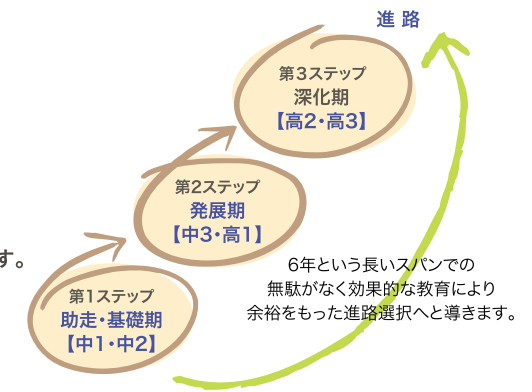 進路
第3ステップ
深化期
【高2・高3】
第2ステップ
発展期
【中3・高1】
す。
第1ステップ
助走・基礎期
【中1・中2】
6年という長いスパンでの
無駄がなく効果的な教育により
余裕をもった進路選択へと導きます。